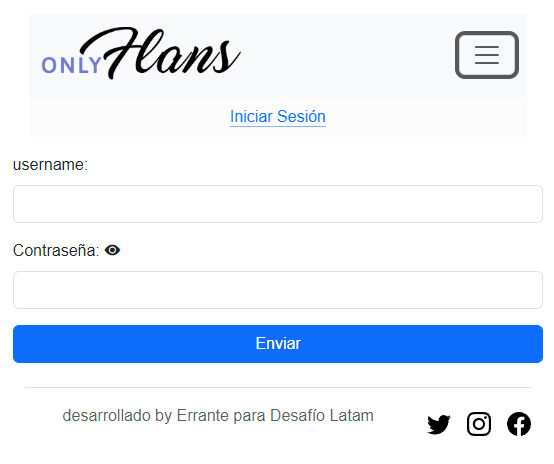 ONLY Flans
Iniciar Sesión
username:
Contraseña:
Enviar
desarrollado by Errante para Desafío Latam